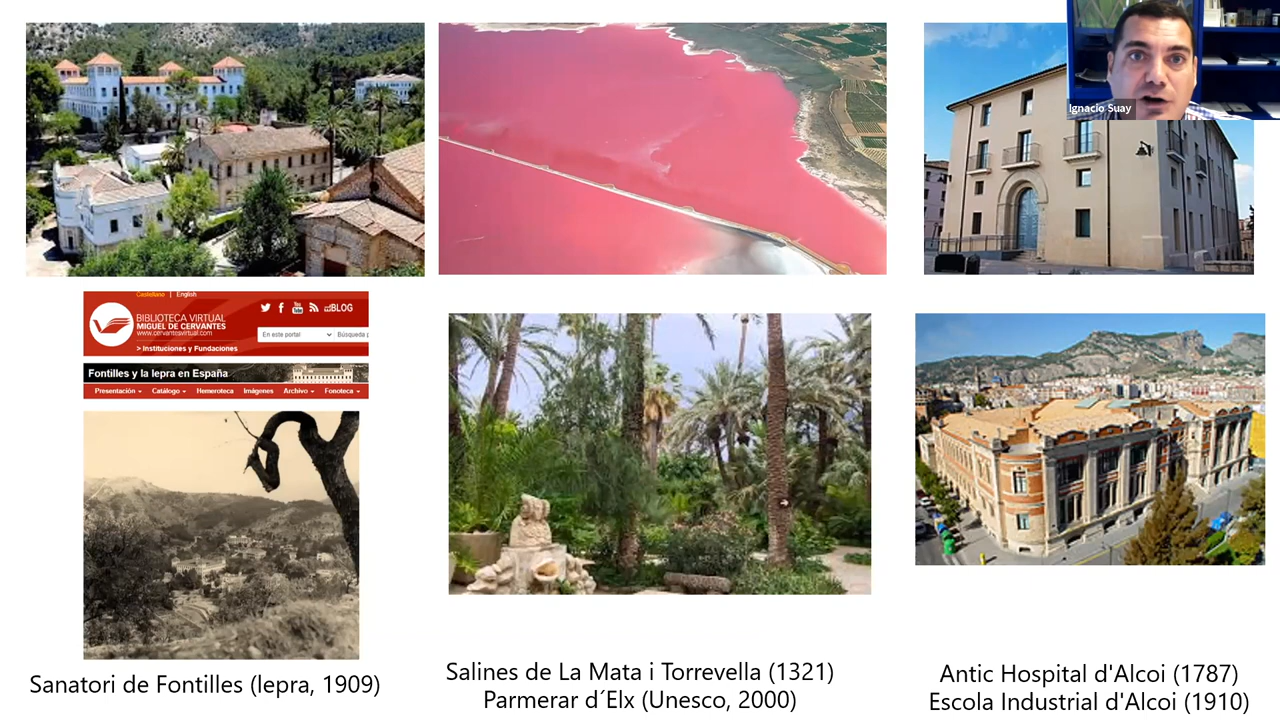 Ignacio Suay
Castellano | English
BIBLIOTECA VIRTUAL
MIGUEL DE CERVANTES
www.cervantesvirtual.com
BLOG
En este portal
Búsqueda
> Instituciones y Fundaciones
Fontilles y la lepra en España
Presentación Catálogo Hemeroteca Imágenes Archivo Fonoteca
Sanatori de Fontilles (lepra, 1909)
Salines de La Mata i Torrevella (1321)
Parmerar d´Elx (Unesco, 2000)
Antic Hospital d'Alcoi (1787)
Escola Industrial d'Alcoi (1910)